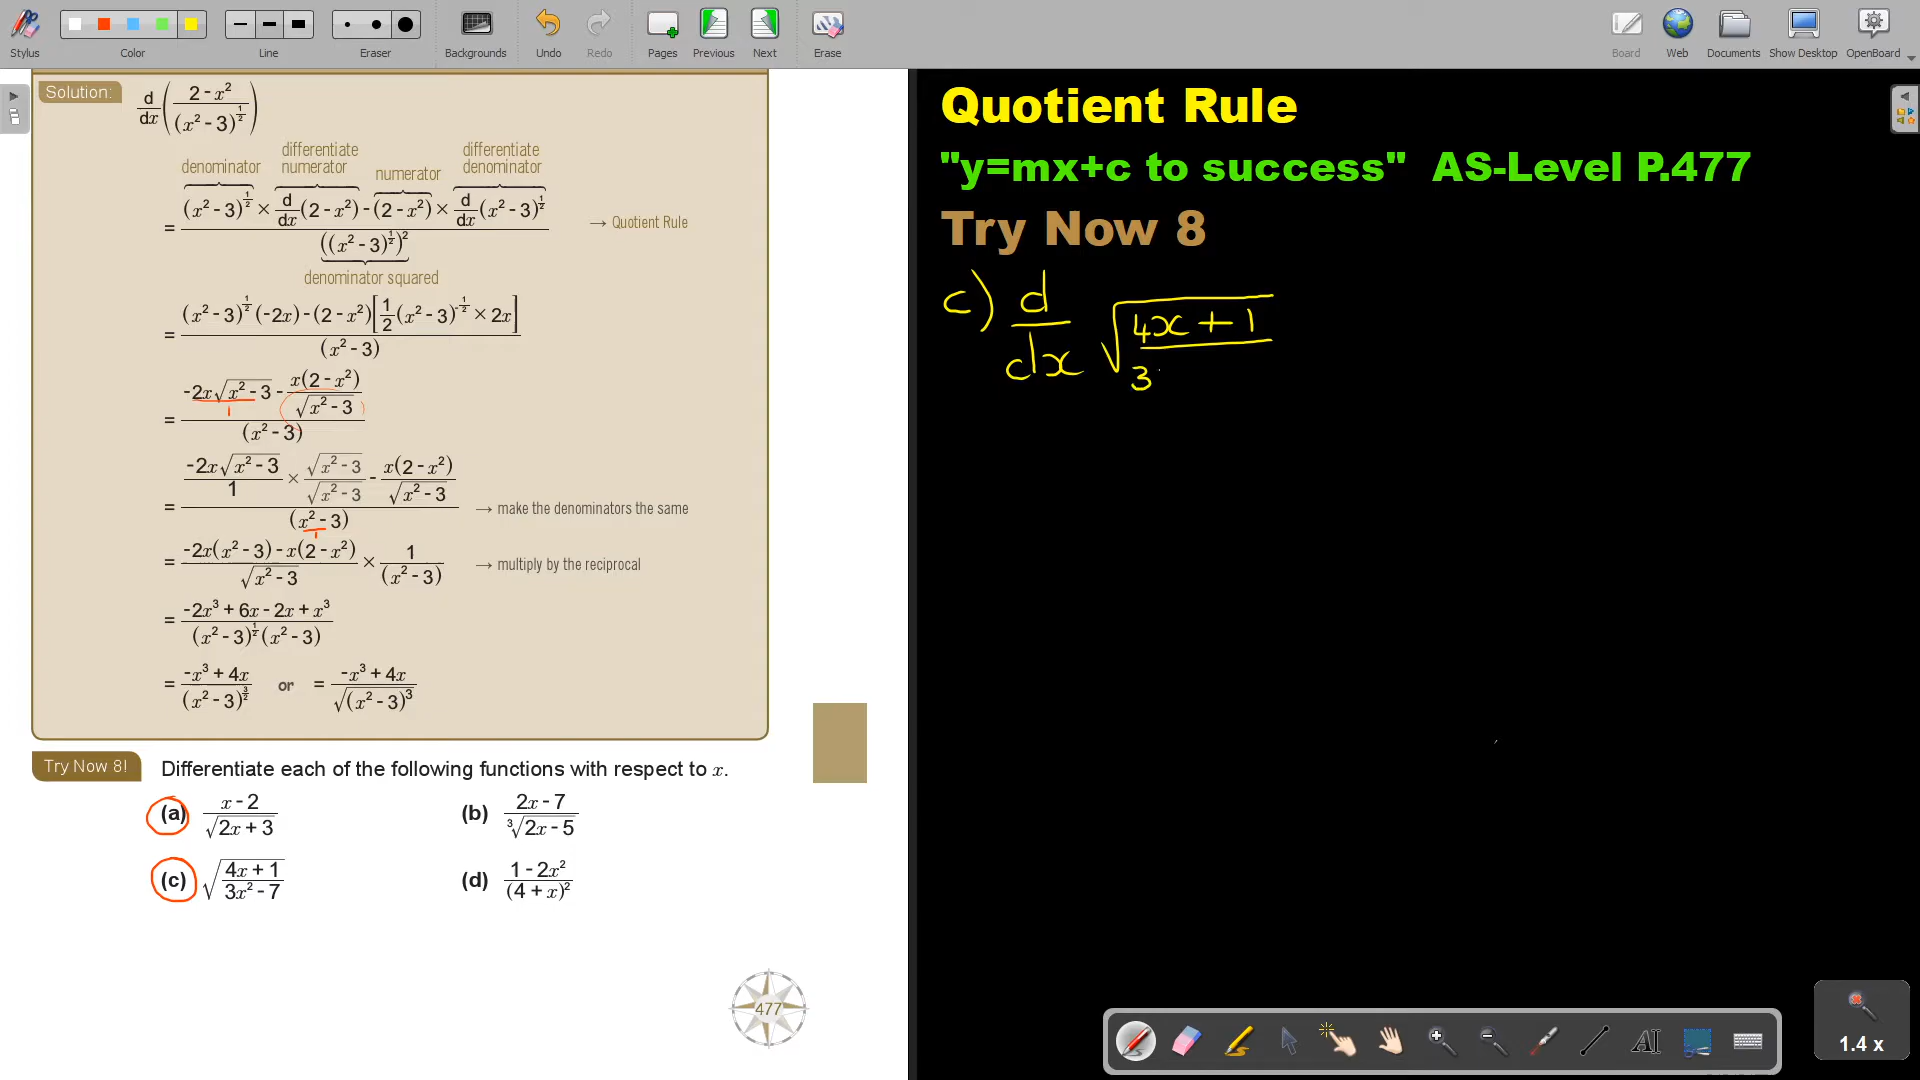 Stylus Color Line Eraser Backgrounds Undo Redo Pages Previous Next Erase Board Web Documents Show Desktop OpenBoard
Solution:
d/dx ( (2 - x²) / (x² - 3)^(1/2) )
denominator differentiate numerator numerator differentiate denominator
= ( (x² - 3)^(1/2) × d/dx (2 - x²) - (2 - x²) × d/dx (x² - 3)^(1/2) ) / ((x² - 3)^(1/2))² → Quotient Rule
denominator squared
= ( (x² - 3)^(1/2) (-2x) - (2 - x²) [ 1/2 (x² - 3)^(-1/2) × 2x ] ) / (x² - 3)
= ( -2x√(x² - 3) - x(2 - x²) / √(x² - 3) ) / (x² - 3)
1
= ( -2x√(x² - 3) / 1 × √(x² - 3) / √(x² - 3) - x(2 - x²) / √(x² - 3) ) / (x² - 3) → make the denominators the same
1
= ( -2x(x² - 3) - x(2 - x²) ) / √(x² - 3) × 1 / (x² - 3) → multiply by the reciprocal
= ( -2x³ + 6x - 2x + x³ ) / ( (x² - 3)^(1/2) (x² - 3) )
= ( -x³ + 4x ) / (x² - 3)^(3/2) or = ( -x³ + 4x ) / √((x² - 3)³)
Try Now 8! Differentiate each of the following functions with respect to x.
(a) (x - 2) / √(2x + 3) (b) (2x - 7) / ³√(2x - 5)
(c) √( (4x + 1) / (3x² - 7) ) (d) (1 - 2x²) / (4 + x)²
477
Quotient Rule
"y=mx+c to success" AS-Level P.477
Try Now 8
c) d/dx √( (4x + 1) / 3
AI
1.4 x